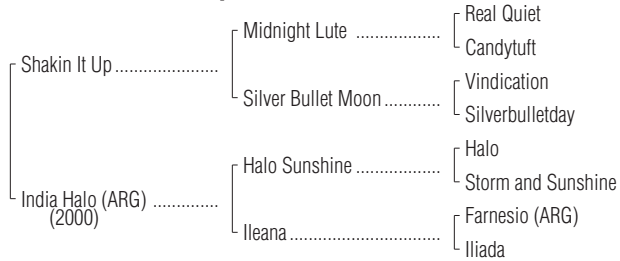 Real Quiet
Midnight Lute ..................
Candytuft
Shakin It Up ......................
Vindication
Silver Bullet Moon ............
Silverbulletday
Halo
Halo Sunshine ..................
Storm and Sunshine
India Halo (ARG) ..............
(2000)
Farnesio (ARG)
Ileana ................................
Iliada